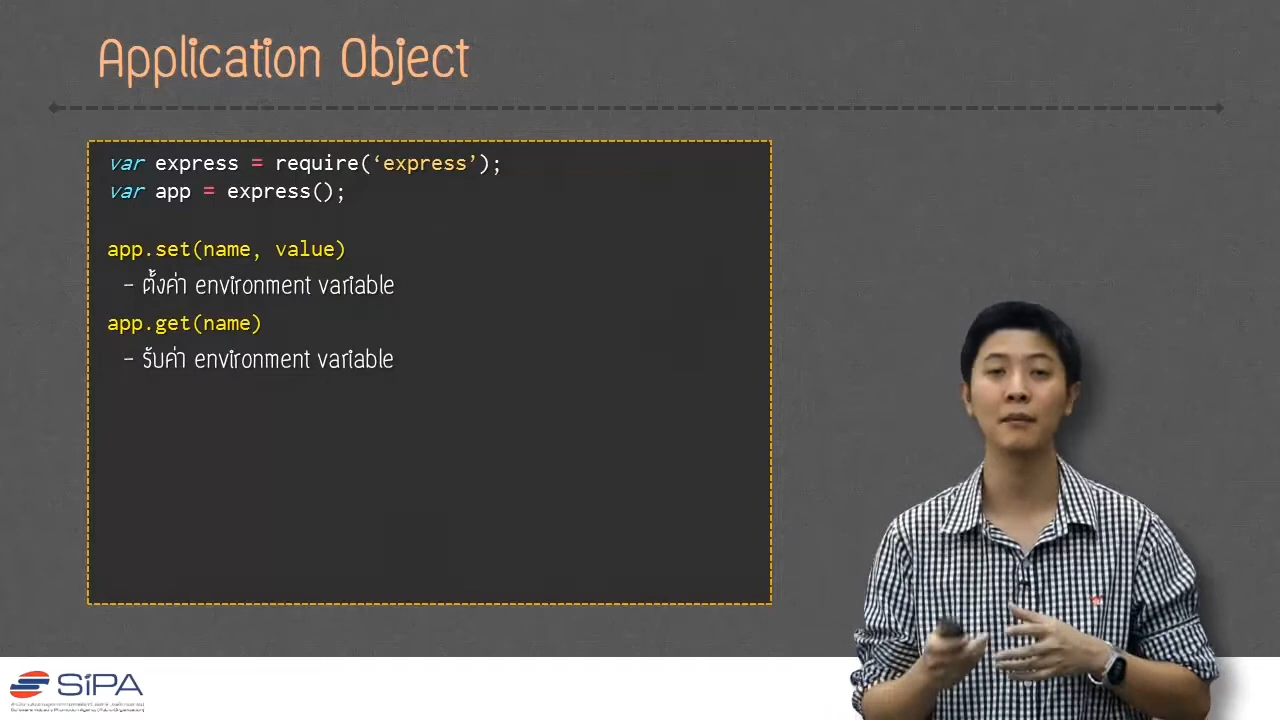 Application Object
var express = require(‘express’);
var app = express();
app.set(name, value)
– ตั้งค่า environment variable
app.get(name)
– รับค่า environment variable
SiPA